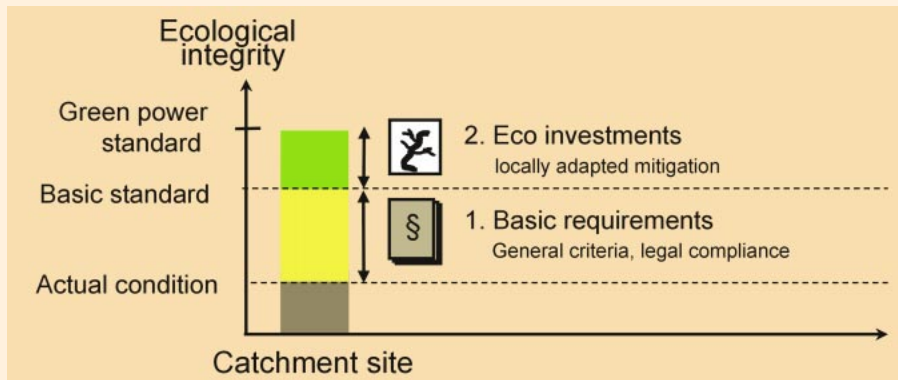 Ecological
integrity
Green power
standard
2. Eco investments
locally adapted mitigation
Basic standard
§
1. Basic requirements
General criteria, legal compliance
Actual condition
Catchment site